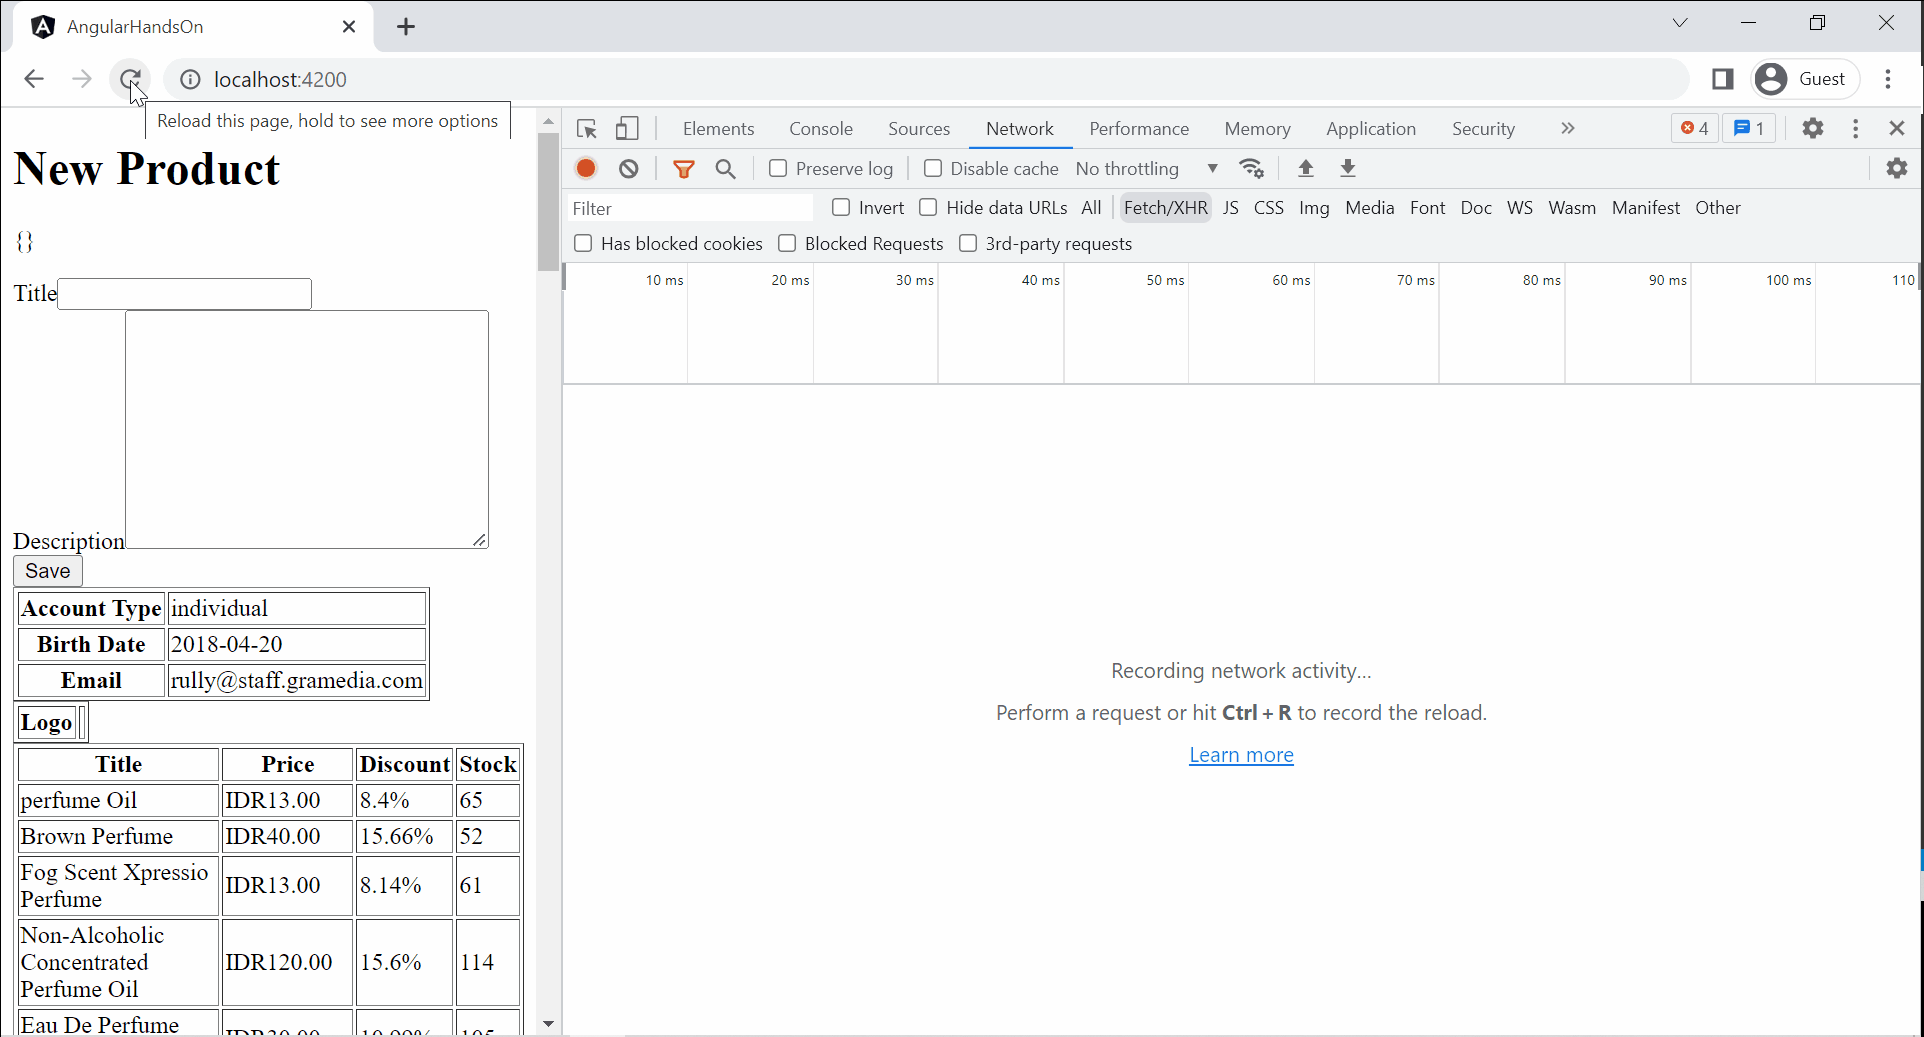 AngularHandsOn
localhost:4200
Guest
Reload this page, hold to see more options
New Product
{}
Title
Description
Save
Account Type individual
Birth Date 2018-04-20
Email rully@staff.gramedia.com
Logo
Title Price Discount Stock
perfume Oil IDR13.00 8.4% 65
Brown Perfume IDR40.00 15.66% 52
Fog Scent Xpressio
Perfume IDR13.00 8.14% 61
Non-Alcoholic
Concentrated
Perfume Oil IDR120.00 15.6% 114
Eau De Perfume
Elements Console Sources Network Performance Memory Application Security » 4 1
Preserve log Disable cache No throttling
Filter Invert Hide data URLs All Fetch/XHR JS CSS Img Media Font Doc WS Wasm Manifest Other
Has blocked cookies Blocked Requests 3rd-party requests
10 ms 20 ms 30 ms 40 ms 50 ms 60 ms 70 ms 80 ms 90 ms 100 ms 110
Recording network activity…
Perform a request or hit Ctrl + R to record the reload.
Learn more